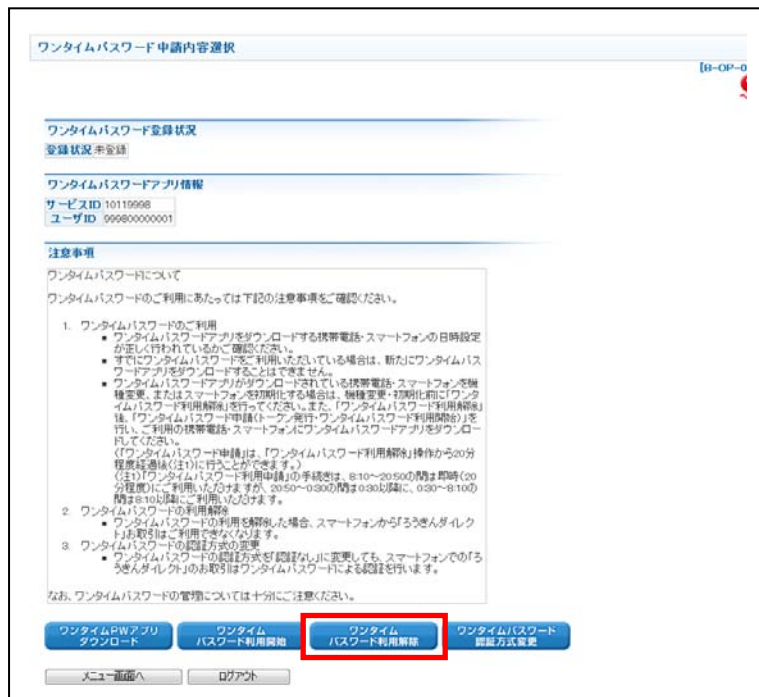 ワンタイムパスワード申請内容選択
[B-OP-0
ワンタイムパスワード登録状況
登録状況 未登録
ワンタイムパスワードアプリ情報
サービスID 10119998
ユーザID 999800000001
注意事項
ワンタイムパスワードについて
ワンタイムパスワードのご利用にあたっては下記の注意事項をご確認ください。
1. ワンタイムパスワードのご利用
■ ワンタイムパスワードアプリをダウンロードする携帯電話・スマートフォンの日時設定
が正しく行われているかご確認ください。
■ すでにワンタイムパスワードをご利用いただいている場合は、新たにワンタイムパス
ワードアプリをダウンロードすることはできません。
■ ワンタイムパスワードアプリがダウンロードされている携帯電話・スマートフォンを機
種変更、またはスマートフォンを初期化する場合は、機種変更・初期化前に「ワンタ
イムパスワード利用解除」を行ってください。また、「ワンタイムパスワード利用解除」
後、「ワンタイムパスワード申請(トークン発行・ワンタイムパスワード利用開始)」を
行い、ご利用の携帯電話・スマートフォンにワンタイムパスワードアプリをダウンロー
ドしてください。
(「ワンタイムパスワード申請」は、「ワンタイムパスワード利用解除」操作から20分
程度経過後(注1)に行うことができます。)
(注1)「ワンタイムパスワード利用申請」の手続きは、8:10～20:50の間は即時(20
分程度)にご利用いただけますが、20:50～0:30の間は0:30以降に、0:30～8:10の
間は8:10以降にご利用いただけます。
2. ワンタイムパスワードの利用解除
■ ワンタイムパスワードの利用を解除した場合、スマートフォンから「ろうきんダイレク
ト」お取引はご利用できなくなります。
3. ワンタイムパスワードの認証方式の変更
■ ワンタイムパスワードの認証方式を「認証なし」に変更しても、スマートフォンでの「ろ
うきんダイレクト」のお取引はワンタイムパスワードによる認証を行います。
なお、ワンタイムパスワードの管理については十分にご注意ください。
ワンタイムPWアプリ
ダウンロード
ワンタイム
パスワード利用開始
ワンタイム
パスワード利用解除
ワンタイムパスワード
認証方式変更
メニュー画面へ
ログアウト